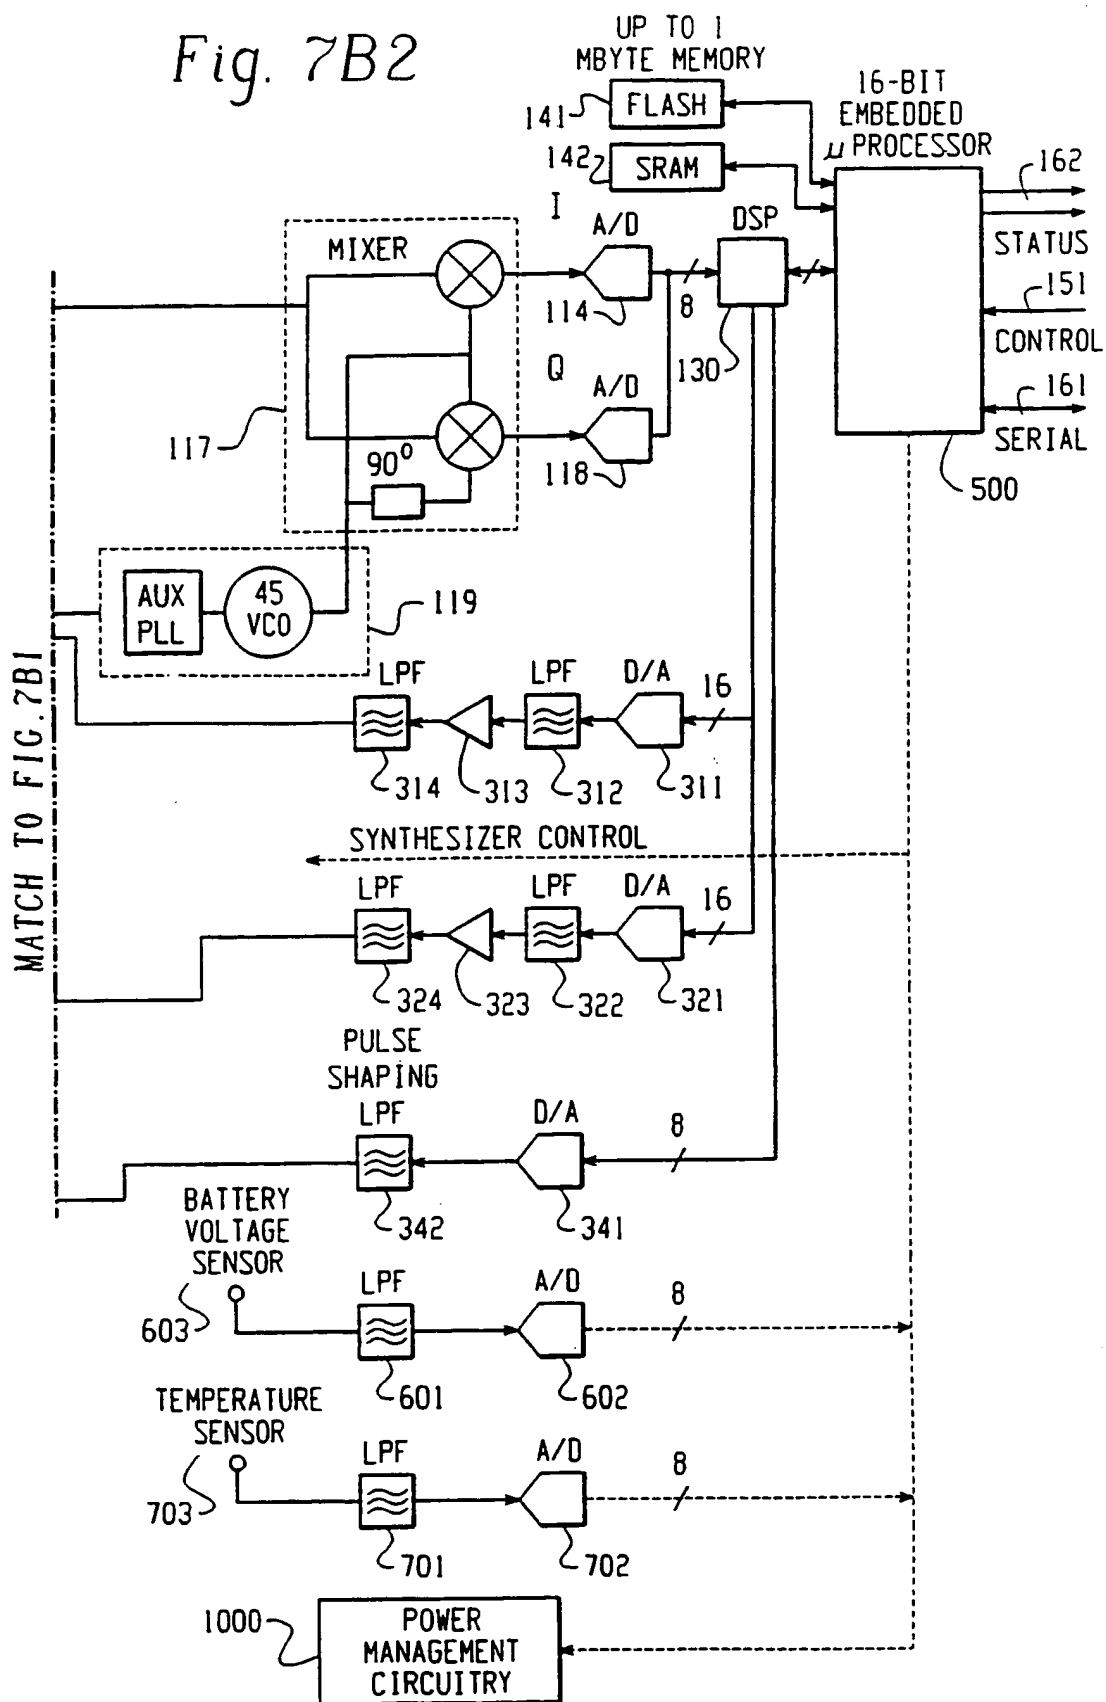 Fig. 7B2
UP TO 1
MBYTE MEMORY
141
FLASH
142
SRAM
16-BIT
EMBEDDED
μ PROCESSOR
162
STATUS
151
CONTROL
161
SERIAL
500
I
A/D
114
8
DSP
130
MIXER
Q
A/D
118
117
90°
AUX
PLL
45
VCO
119
MATCH TO FIG.7B1
LPF
314
313
LPF
312
D/A
311
16
SYNTHESIZER CONTROL
LPF
324
323
LPF
322
D/A
321
16
PULSE
SHAPING
LPF
342
D/A
341
8
BATTERY
VOLTAGE
SENSOR
603
LPF
601
A/D
602
8
TEMPERATURE
SENSOR
703
LPF
701
A/D
702
8
1000
POWER
MANAGEMENT
CIRCUITRY